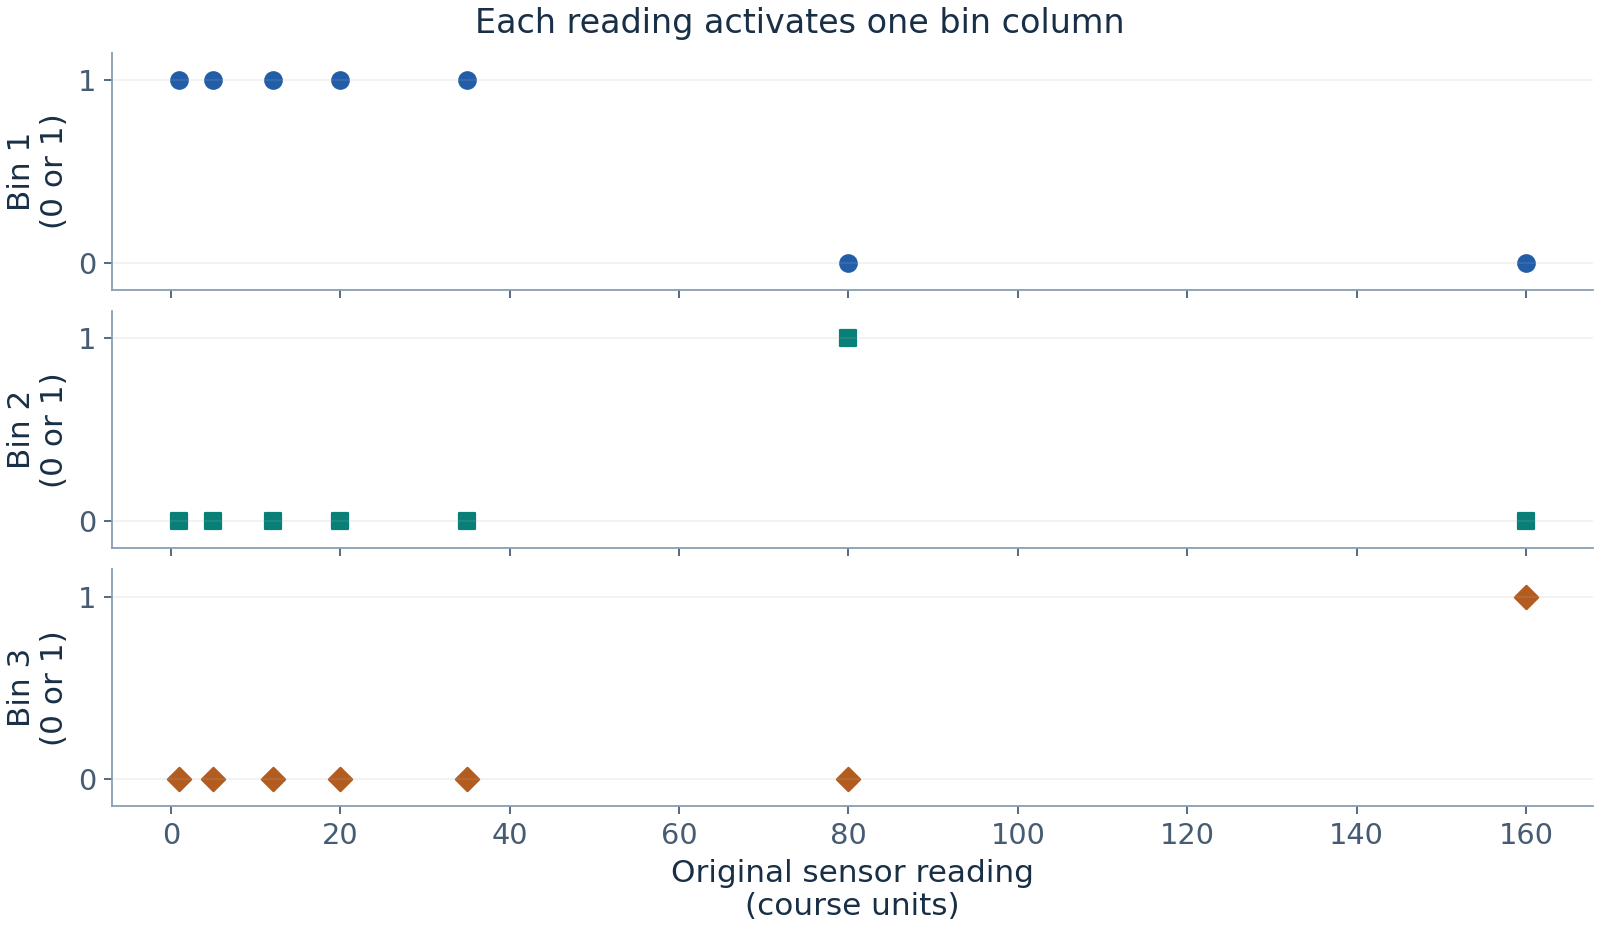 Each reading activates one bin column
Bin 1
(0 or 1)
1
0
Bin 2
(0 or 1)
1
0
Bin 3
(0 or 1)
1
0
0 20 40 60 80 100 120 140 160
Original sensor reading
(course units)